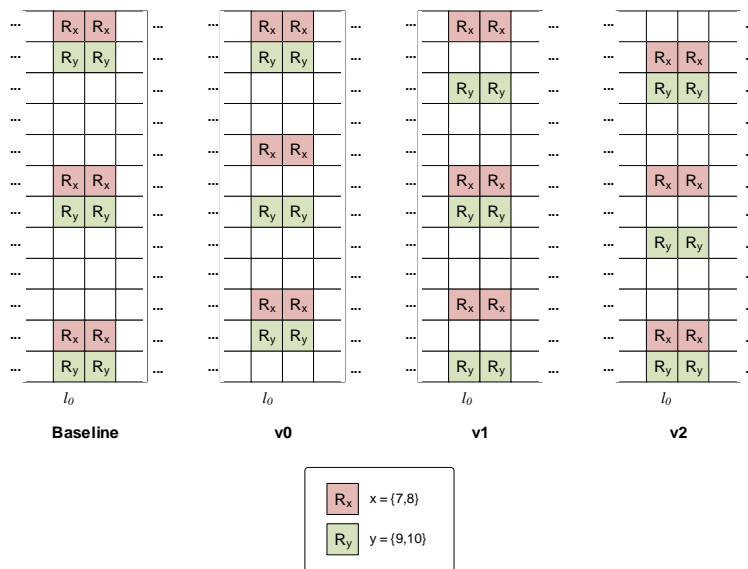 ... Rx Rx ... ... Rx Rx ... ... Rx Rx ... ... ...
... Ry Ry ... ... Ry Ry ... ... ... ... Rx Rx ...
... ... ... ... ... Ry Ry ... ... Ry Ry ...
... ... ... ... ... ... ... ...
... ... ... Rx Rx ... ... ... ... ...
... Rx Rx ... ... ... ... Rx Rx ... ... Rx Rx ...
... Ry Ry ... ... Ry Ry ... ... Ry Ry ... ... ...
... ... ... ... ... ... ... Ry Ry ...
... ... ... ... ... ... ... ...
... ... ... Rx Rx ... ... Rx Rx ... ... ...
... Rx Rx ... ... Ry Ry ... ... ... ... Rx Rx ...
... Ry Ry ... ... ... ... Ry Ry ... ... Ry Ry ...
l0 l0 l0 l0
Baseline v0 v1 v2
Rx x = {7,8}
Ry y = {9,10}